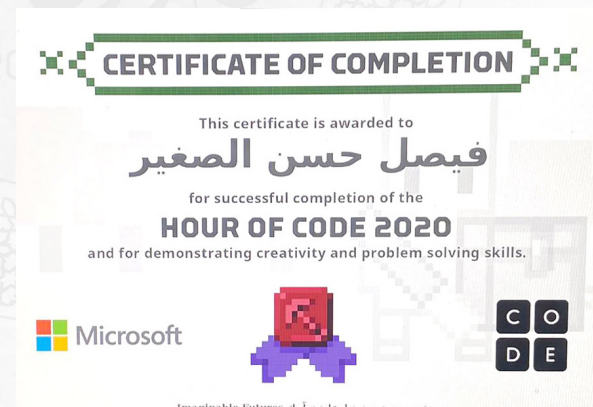 CERTIFICATE OF COMPLETION
This certificate is awarded to
فيصل حسن الصغير
for successful completion of the
HOUR OF CODE 2020
and for demonstrating creativity and problem solving skills.
Microsoft
C O
D E